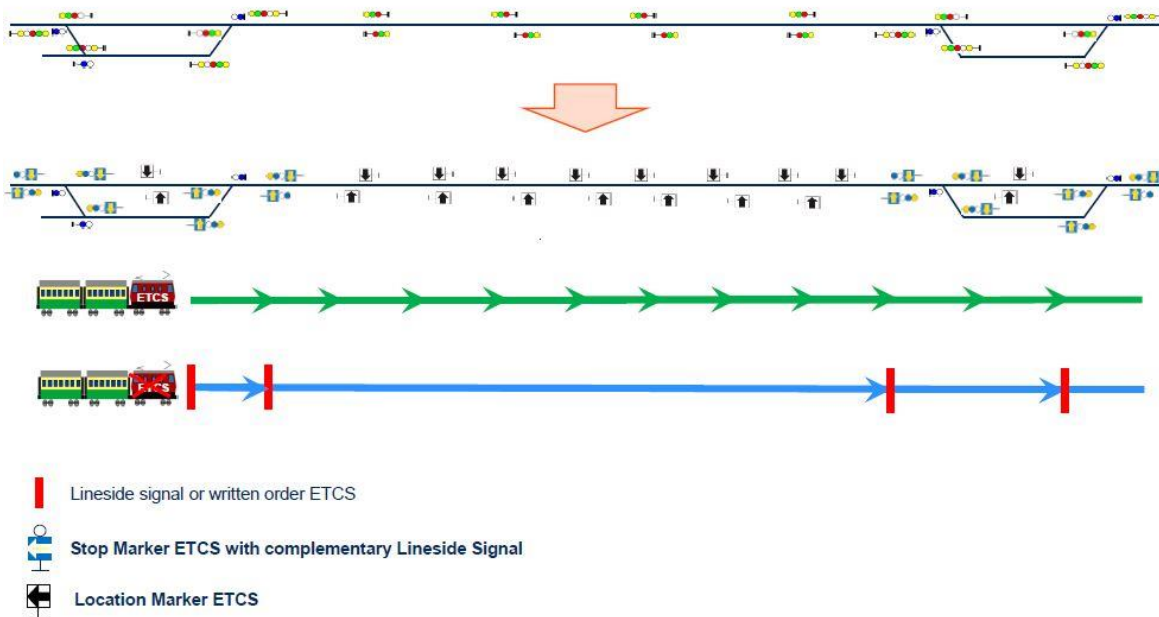 ETCS
ETCS
Lineside signal or written order ETCS
Stop Marker ETCS with complementary Lineside Signal
Location Marker ETCS